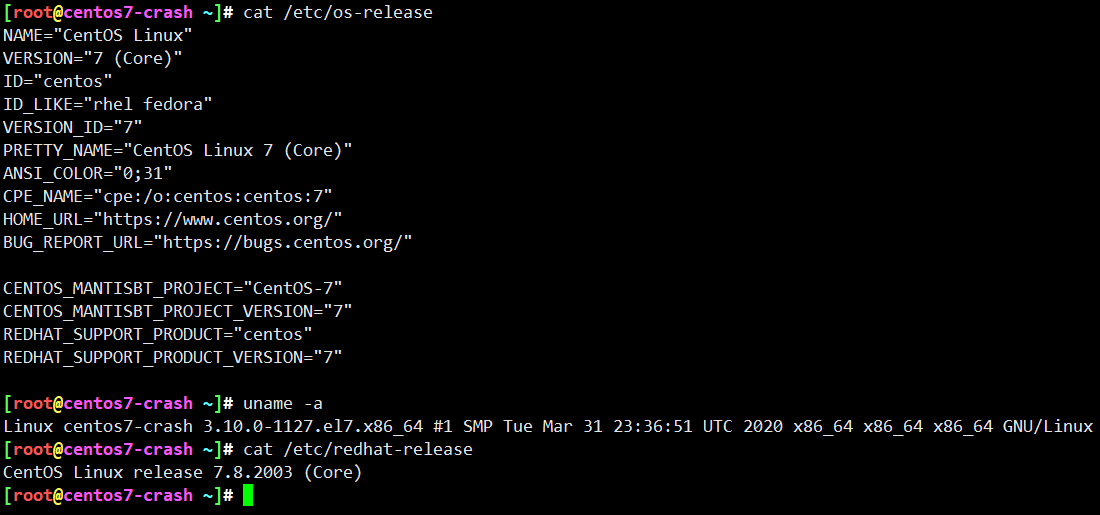 [root@centos7-crash ~]# cat /etc/os-release
NAME="CentOS Linux"
VERSION="7 (Core)"
ID="centos"
ID_LIKE="rhel fedora"
VERSION_ID="7"
PRETTY_NAME="CentOS Linux 7 (Core)"
ANSI_COLOR="0;31"
CPE_NAME="cpe:/o:centos:centos:7"
HOME_URL="https://www.centos.org/"
BUG_REPORT_URL="https://bugs.centos.org/"

CENTOS_MANTISBT_PROJECT="CentOS-7"
CENTOS_MANTISBT_PROJECT_VERSION="7"
REDHAT_SUPPORT_PRODUCT="centos"
REDHAT_SUPPORT_PRODUCT_VERSION="7"

[root@centos7-crash ~]# uname -a
Linux centos7-crash 3.10.0-1127.el7.x86_64 #1 SMP Tue Mar 31 23:36:51 UTC 2020 x86_64 x86_64 x86_64 GNU/Linux
[root@centos7-crash ~]# cat /etc/redhat-release
CentOS Linux release 7.8.2003 (Core)
[root@centos7-crash ~]#